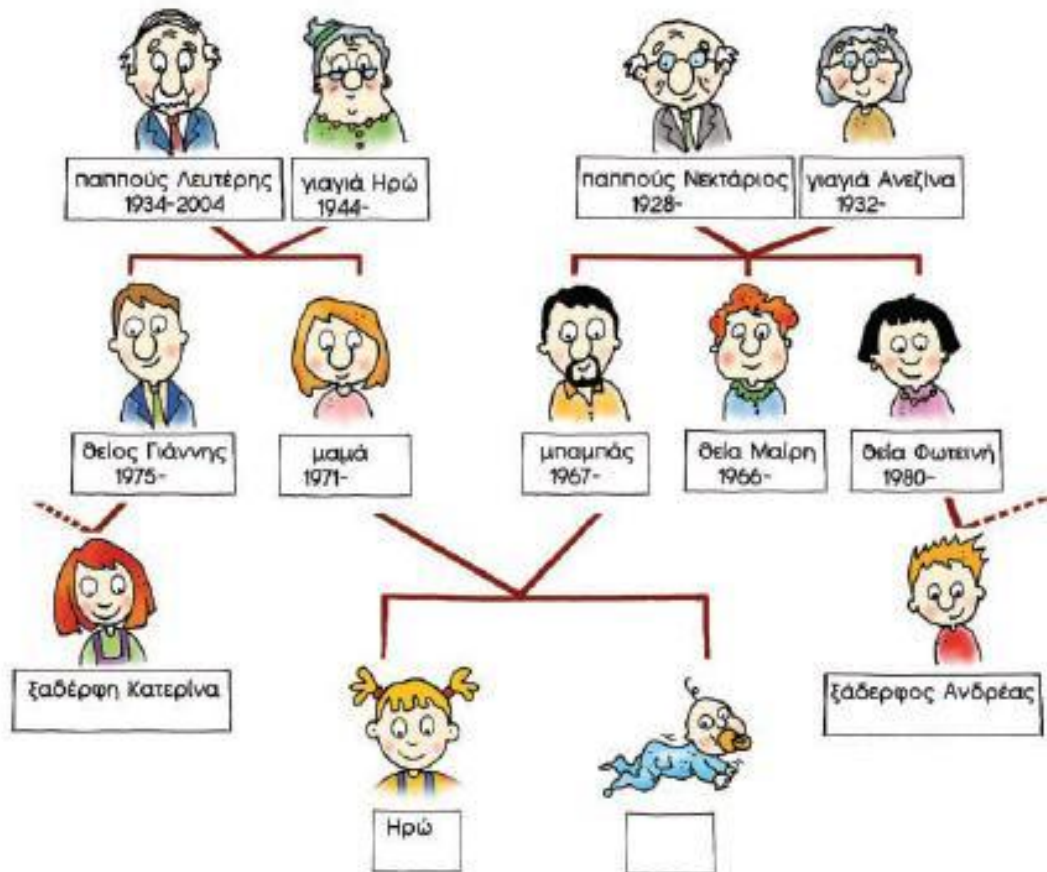 παππούς Λευτέρης
1934-2004
γιαγιά Ηρώ
1944-
παππούς Νεκτάριος
1928-
γιαγιά Ανεζίνα
1932-
θείος Γιάννης
1975-
μαμά
1971-
μπαμπάς
1967-
θεία Μαίρη
1966-
θεία Φωτεινή
1980-
ξαδέρφη Κατερίνα
ξάδερφος Ανδρέας
Ηρώ